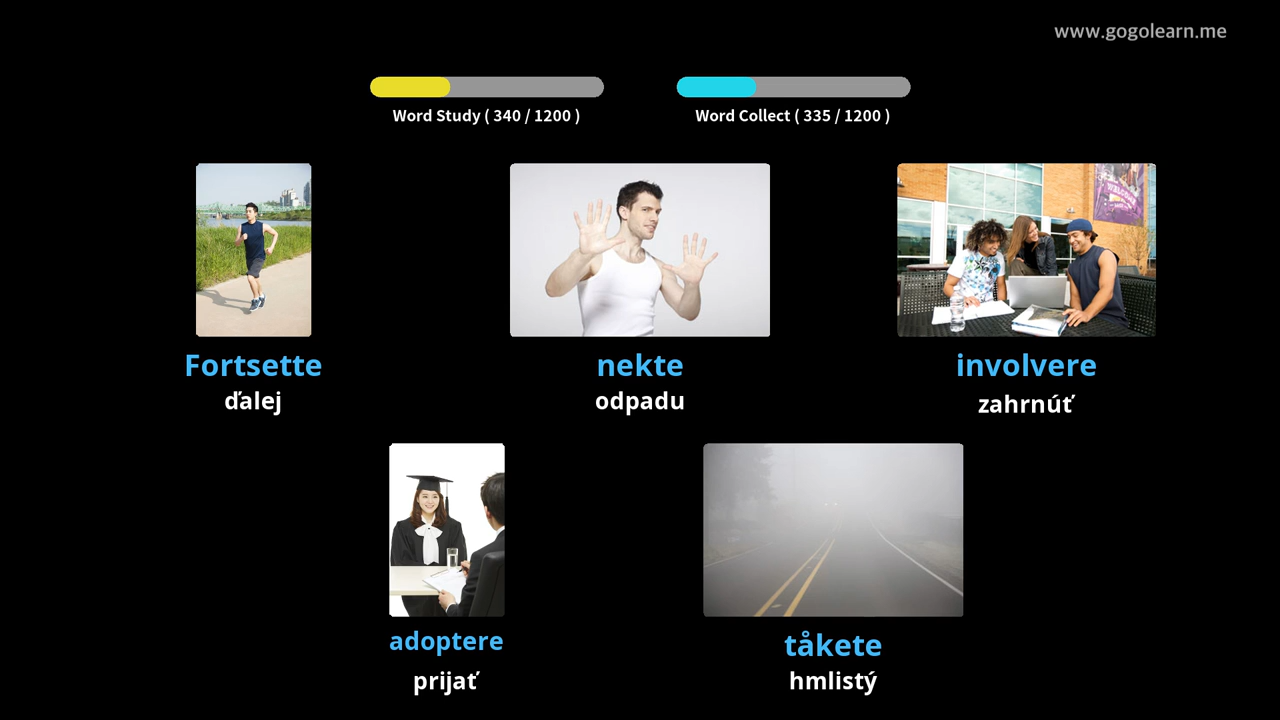 www.gogolearn.me
Word Study ( 340 / 1200 )
Word Collect ( 335 / 1200 )
Fortsette
ďalej
nekte
odpadu
involvere
zahrnúť
adoptere
prijať
tåkete
hmlistý